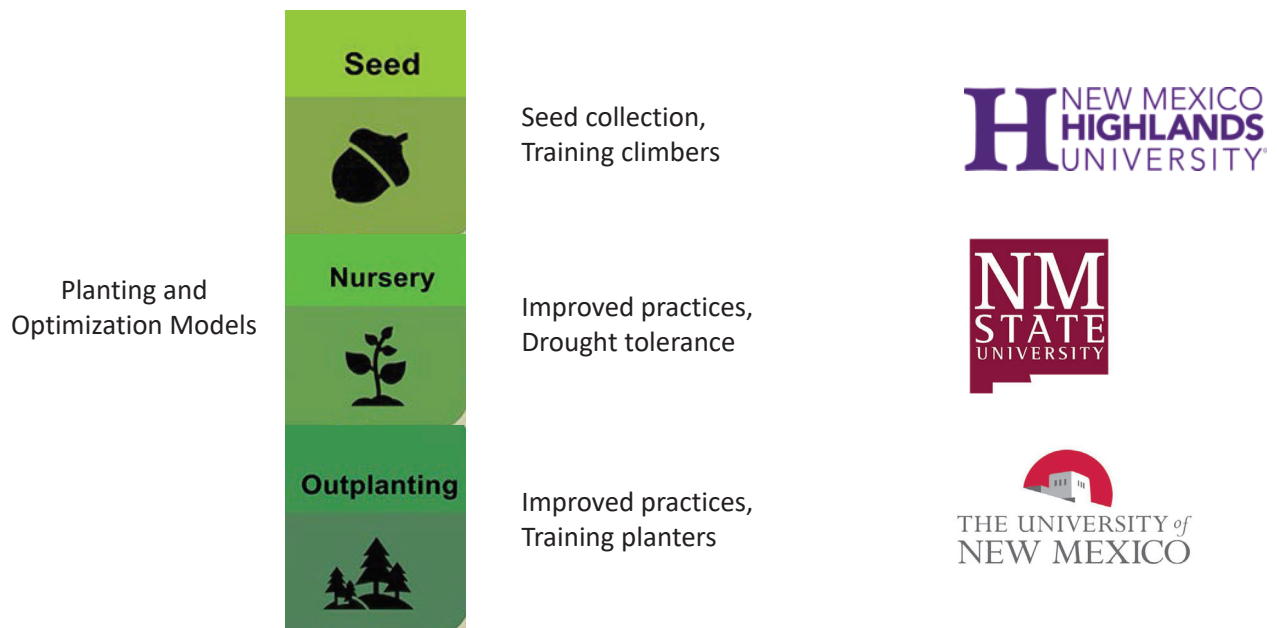 Seed
Seed collection,
Training climbers
H NEW MEXICO
HIGHLANDS
UNIVERSITY®
Planting and
Optimization Models
Nursery
Improved practices,
Drought tolerance
NM
STATE
UNIVERSITY
Outplanting
Improved practices,
Training planters
THE UNIVERSITY of
NEW MEXICO